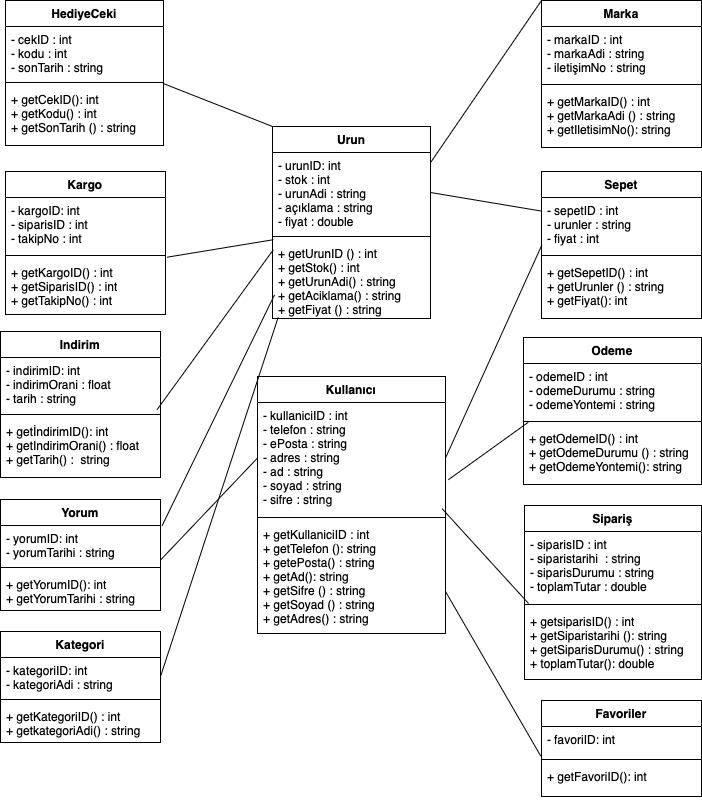 HediyeCeki
- cekID : int
- kodu : int
- sonTarih : string
+ getCekID(): int
+ getKodu() : int
+ getSonTarih () : string
Marka
- markaID : int
- markaAdi : string
- iletişimNo : string
+ getMarkaID() : int
+ getMarkaAdi () : string
+ getIletisimNo(): string
Urun
- urunID: int
- stok : int
- urunAdi : string
- açıklama : string
- fiyat : double
+ getUrunID () : int
+ getStok() : int
+ getUrunAdi() : string
+ getAciklama() : string
+ getFiyat () : string
Kargo
- kargoID: int
- siparisID : int
- takipNo : int
+ getKargoID() : int
+ getSiparisID() : int
+ getTakipNo() : int
Sepet
- sepetID : int
- urunler : string
- fiyat : int
+ getSepetID() : int
+ getUrunler () : string
+ getFiyat(): int
Indirim
- indirimID: int
- indirimOrani : float
- tarih : string
+ getİndirimID(): int
+ getIndirimOrani() : float
+ getTarih() : string
Kullanıcı
- kullaniciID : int
- telefon : string
- ePosta : string
- adres : string
- ad : string
- soyad : string
- sifre : string
+ getKullaniciID : int
+ getTelefon (): string
+ getePosta() : string
+ getAd(): string
+ getSifre () : string
+ getSoyad () : string
+ getAdres() : string
Odeme
- odemeID : int
- odemeDurumu : string
- odemeYontemi : string
+ getOdemeID() : int
+ getOdemeDurumu () : string
+ getOdemeYontemi(): string
Yorum
- yorumID: int
- yorumTarihi : string
+ getYorumID(): int
+ getYorumTarihi : string
Sipariş
- siparisID : int
- siparistarihi : string
- siparisDurumu : string
- toplamTutar : double
+ getsiparisID() : int
+ getSiparistarihi (): string
+ getSiparisDurumu() : string
+ toplamTutar(): double
Kategori
- kategoriID: int
- kategoriAdi : string
+ getKategoriID() : int
+ getkategoriAdi() : string
Favoriler
- favoriID: int
+ getFavoriID(): int